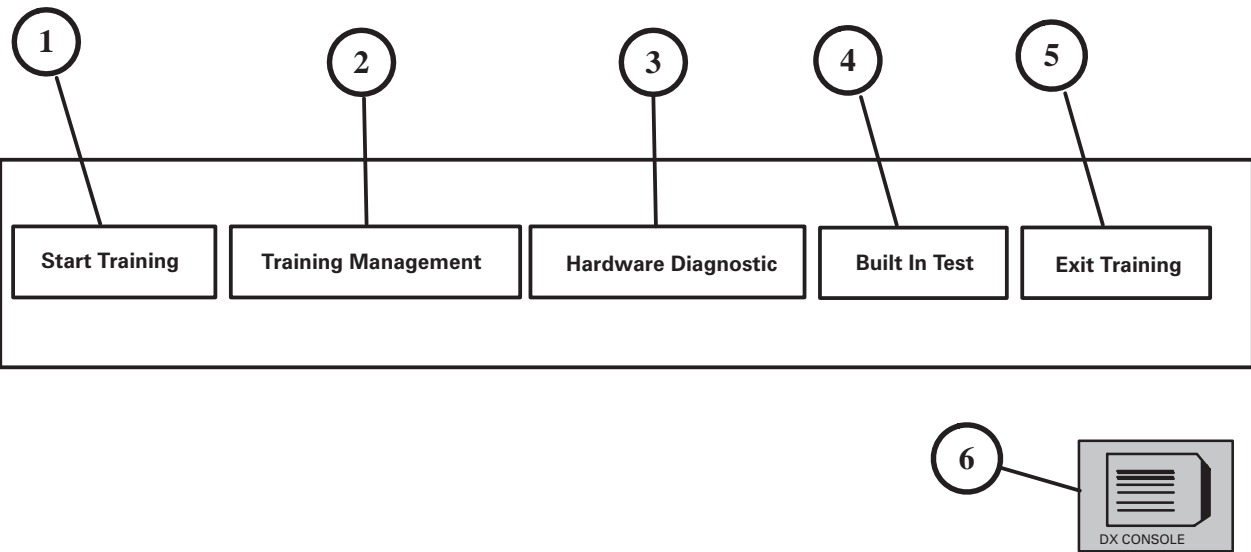 1
2
3
4
5
Start Training
Training Management
Hardware Diagnostic
Built In Test
Exit Training
6
DX CONSOLE